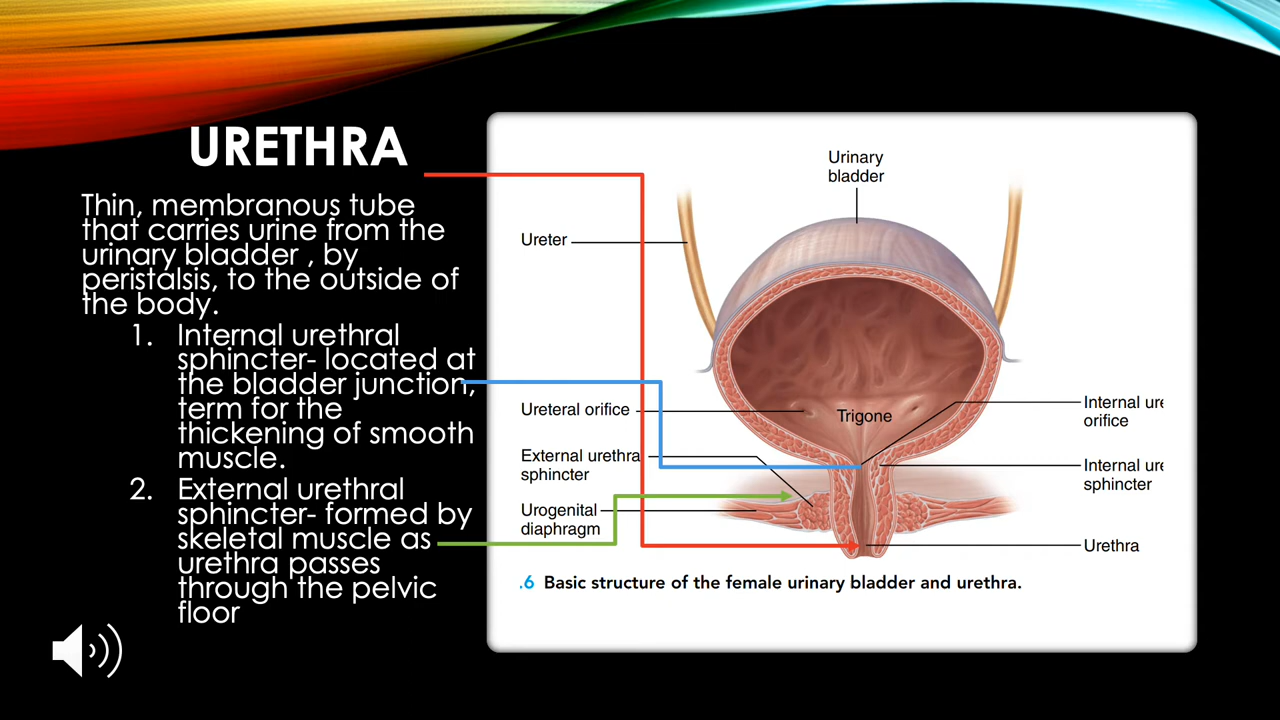 URETHRA
Thin, membranous tube
that carries urine from the
urinary bladder , by
peristalsis, to the outside of
the body.
1. Internal urethral
sphincter- located at
the bladder junction,
term for the
thickening of smooth
muscle.
2. External urethral
sphincter- formed by
skeletal muscle as
urethra passes
through the pelvic
floor
Urinary
bladder
Ureter
Ureteral orifice
Trigone
Internal ure
orifice
External urethra
sphincter
Internal ure
sphincter
Urogenital
diaphragm
Urethra
.6 Basic structure of the female urinary bladder and urethra.